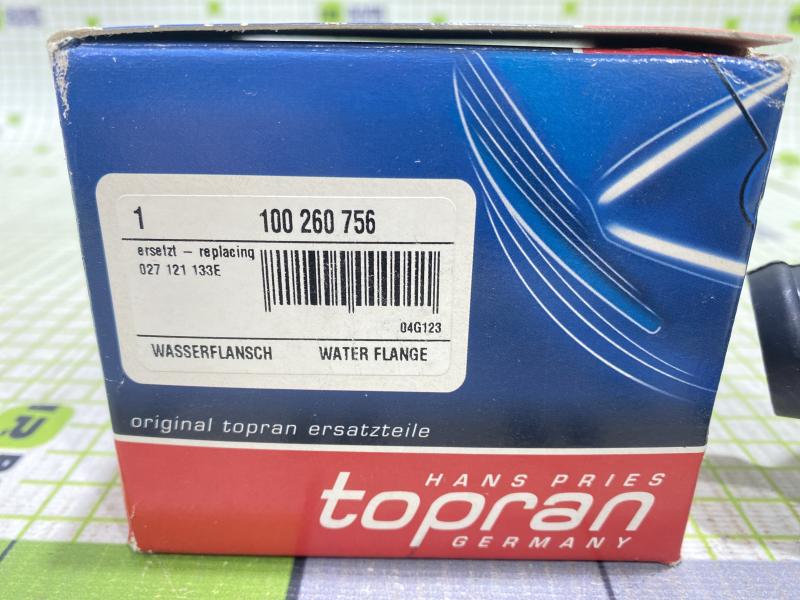 1 100 260 756
ersetzt – replacing
027 121 133E
04G123
WASSERFLANSCH WATER FLANGE
original topran ersatzteile
HANS PRIES
topran
GERMANY